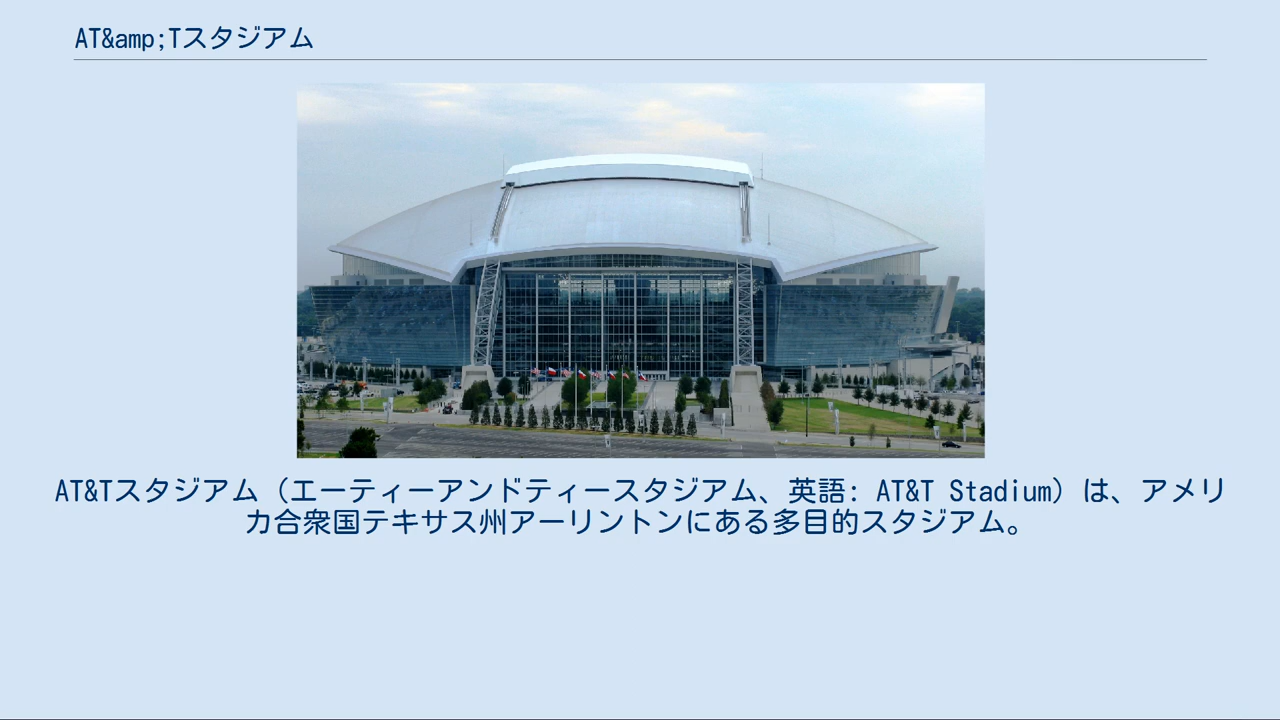 AT&amp;Tスタジアム
AT&Tスタジアム（エーティーアンドティースタジアム、英語: AT&T Stadium）は、アメリ
カ合衆国テキサス州アーリントンにある多目的スタジアム。